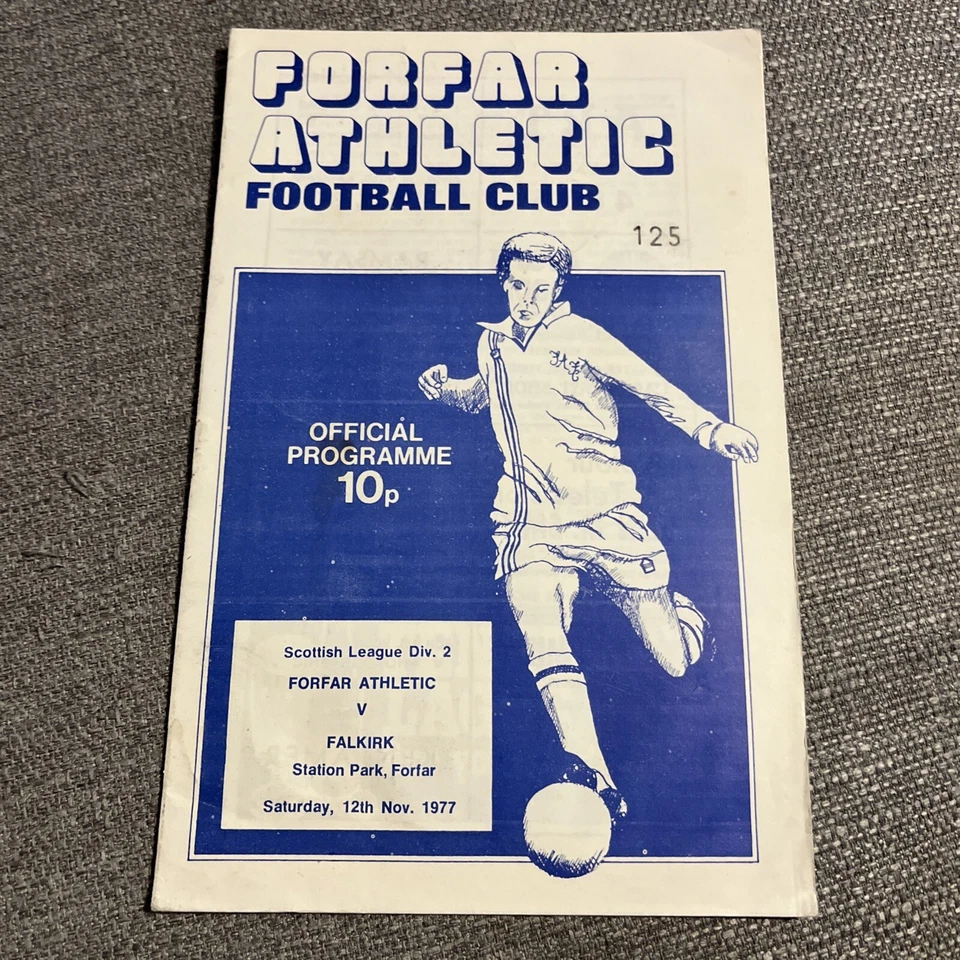 FORFAR
ATHLETIC
FOOTBALL CLUB
125
FAFC
OFFICIAL
PROGRAMME
10p
Scottish League Div. 2
FORFAR ATHLETIC
V
FALKIRK
Station Park, Forfar
Saturday, 12th Nov. 1977